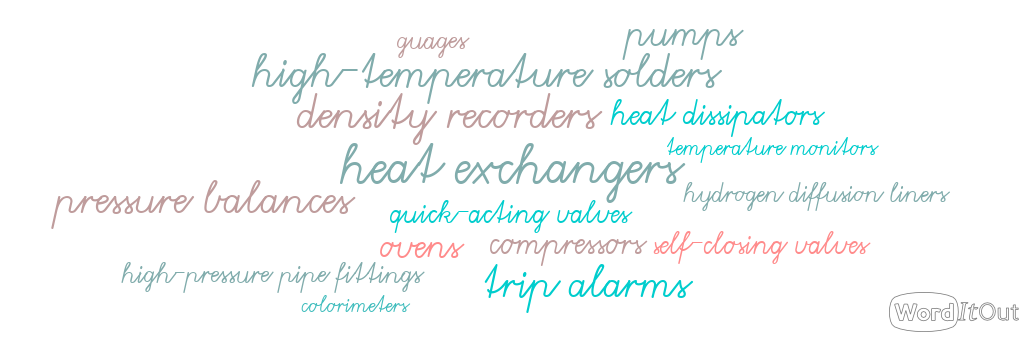 guages
pumps
high-temperature solders
density recorders
heat dissipators
temperature monitors
heat exchangers
pressure balances
hydrogen diffusion liners
quick-acting valves
ovens
compressors
self-closing valves
high-pressure pipe fittings
trip alarms
colorimeters
WordItOut